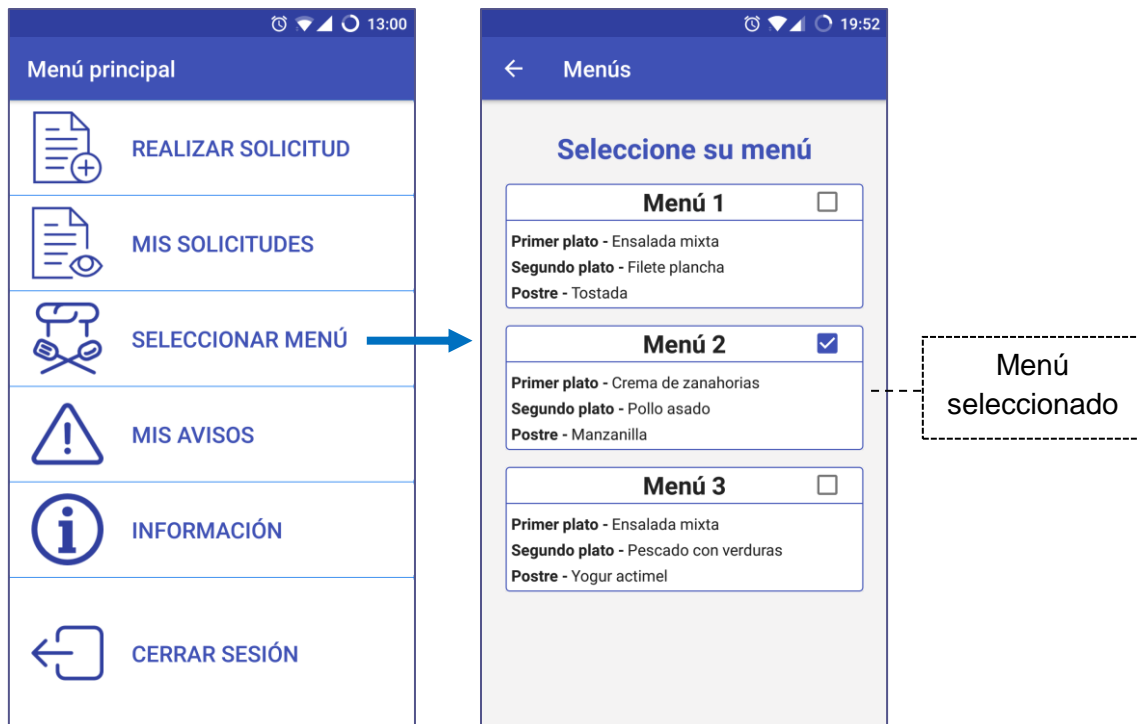 13:00
Menú principal
REALIZAR SOLICITUD
MIS SOLICITUDES
SELECCIONAR MENÚ
MIS AVISOS
INFORMACIÓN
CERRAR SESIÓN
19:52
Menús
Seleccione su menú
Menú 1
Primer plato - Ensalada mixta
Segundo plato - Filete plancha
Postre - Tostada
Menú 2
Primer plato - Crema de zanahorias
Segundo plato - Pollo asado
Postre - Manzanilla
Menú 3
Primer plato - Ensalada mixta
Segundo plato - Pescado con verduras
Postre - Yogur actimel
Menú
seleccionado